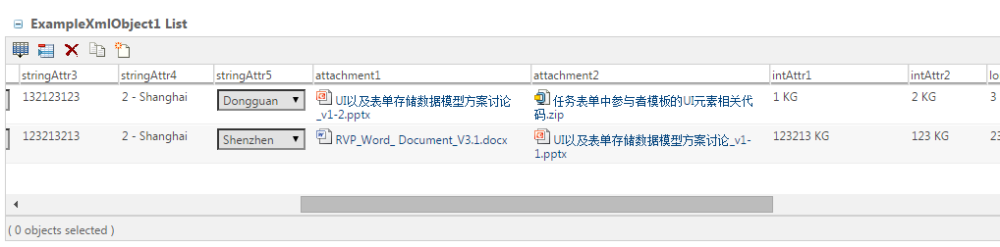 ExampleXmlObject1 List
stringAttr3 stringAttr4 stringAttr5 attachment1 attachment2 intAttr1 intAttr2 lo
132123123 2 - Shanghai Dongguan UI以及表单存储数据模型方案讨论 任务表单中参与者模板的UI元素相关代 1 KG 2 KG 3
_v1-2.pptx 码.zip
123213213 2 - Shanghai Shenzhen RVP_Word_ Document_V3.1.docx UI以及表单存储数据模型方案讨论_v1- 123213 KG 123 KG 23
1.pptx
( 0 objects selected )